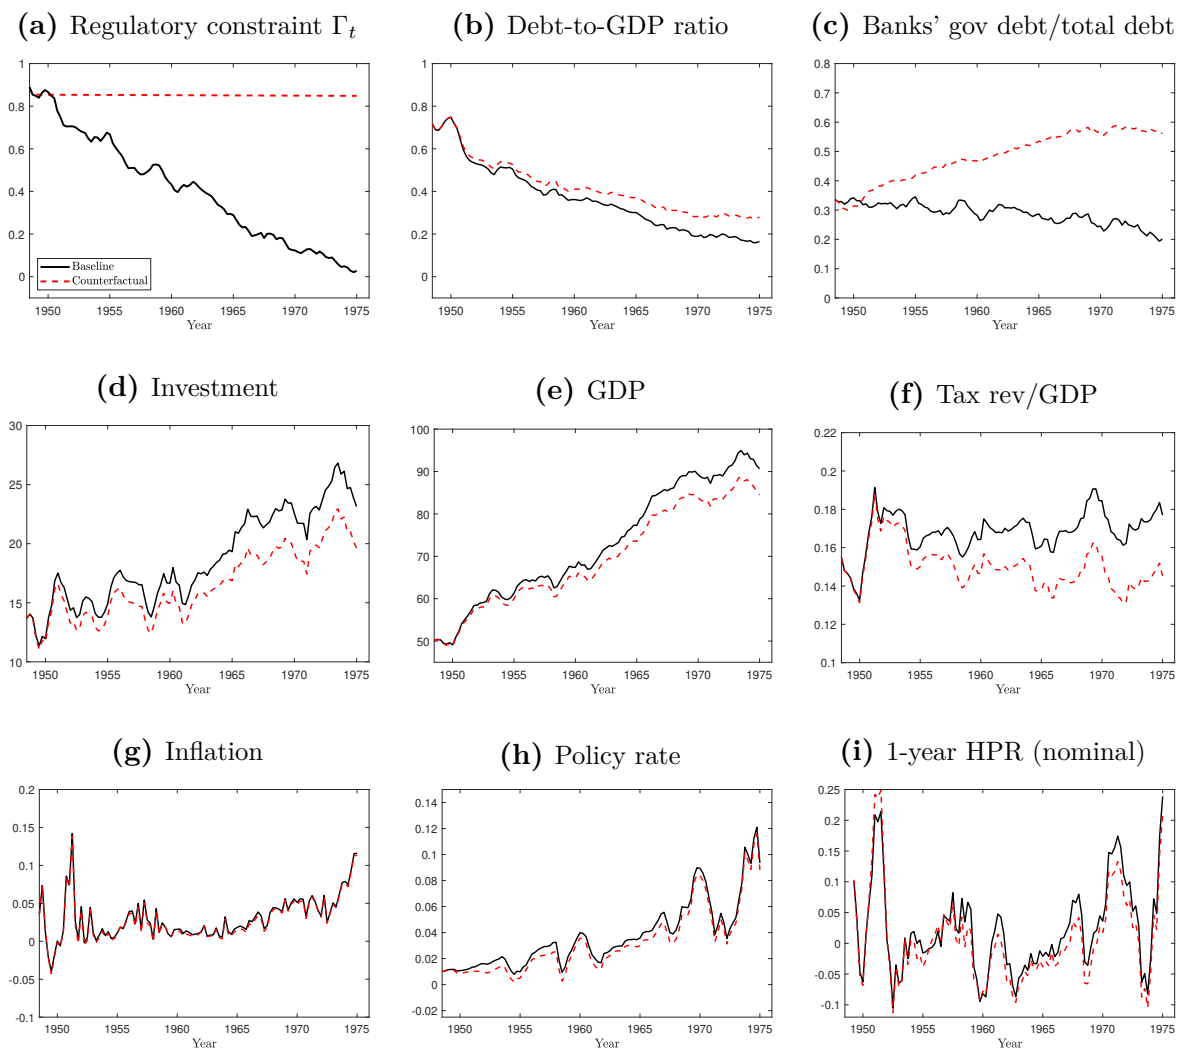 (a) Regulatory constraint Γt
(b) Debt-to-GDP ratio
(c) Banks' gov debt/total debt
1
0.8
0.6
0.4
0.2
0
Baseline
Counterfactual
1950 1955 1960 1965 1970 1975
Year
1
0.8
0.6
0.4
0.2
0
1950 1955 1960 1965 1970 1975
Year
0.8
0.7
0.6
0.5
0.4
0.3
0.2
0.1
0
1950 1955 1960 1965 1970 1975
Year
(d) Investment
(e) GDP
(f) Tax rev/GDP
30
25
20
15
10
1950 1955 1960 1965 1970 1975
Year
100
90
80
70
60
50
1950 1955 1960 1965 1970 1975
Year
0.22
0.2
0.18
0.16
0.14
0.12
0.1
1950 1955 1960 1965 1970 1975
Year
(g) Inflation
(h) Policy rate
(i) 1-year HPR (nominal)
0.2
0.15
0.1
0.05
0
-0.05
-0.1
1950 1955 1960 1965 1970 1975
Year
0.14
0.12
0.1
0.08
0.06
0.04
0.02
0
-0.02
1950 1955 1960 1965 1970 1975
Year
0.25
0.2
0.15
0.1
0.05
0
-0.05
-0.1
1950 1955 1960 1965 1970 1975
Year